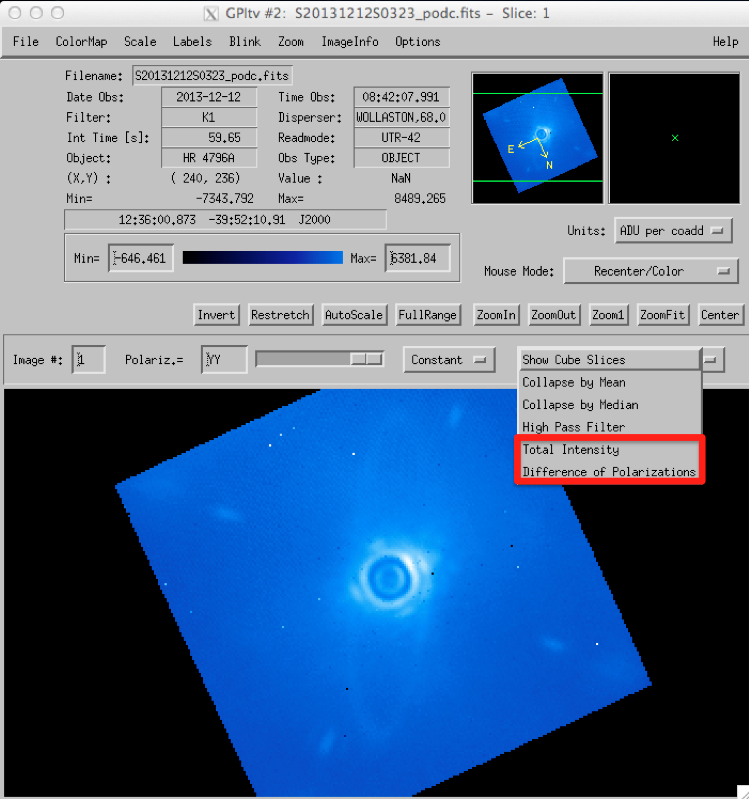 GPItv #2: S20131212S0323_podc.fits - Slice: 1
File ColorMap Scale Labels Blink Zoom ImageInfo Options Help
Filename: S20131212S0323_podc.fits
Date Obs: 2013-12-12 Time Obs: 08:42:07.991
Filter: K1 Disperser: WOLLASTON,68.0
Int Time [s]: 59.65 Readmode: UTR-42
Object: HR 4796A Obs Type: OBJECT
(X,Y) : ( 240, 236) Value : NaN
Min= -7343.792 Max= 8489.265
12:36:00.873 -39:52:10.91 J2000
E
N
Units: ADU per coadd
Min= -646.461 Max= 6381.84
Mouse Mode: Recenter/Color
Invert Restretch AutoScale FullRange ZoomIn ZoomOut Zoom1 ZoomFit Center
Image #: 1 Polariz.= YY Constant Show Cube Slices
Collapse by Mean
Collapse by Median
High Pass Filter
Total Intensity
Difference of Polarizations